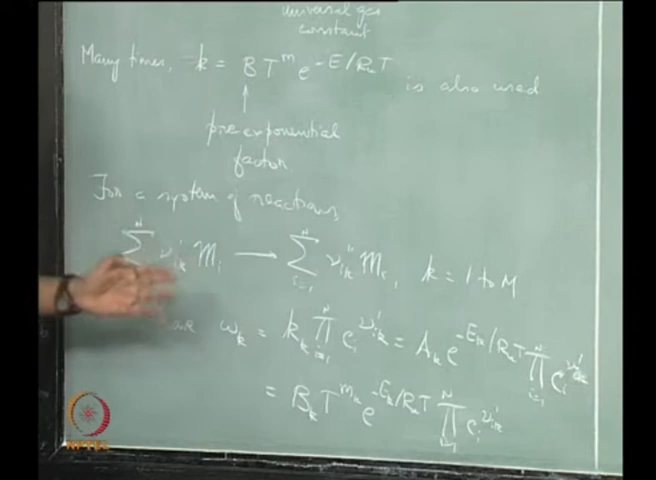 universal gas
constant
Many times, k = B T^m e^{-E/R_u T} is also used
↑
pre exponential
factor.
For a system of reactions,
Σ^N ν'_{ik} M_i → Σ_{i=1}^N ν''_{ik} M_i, k = 1 to M
ω_k = k_k Π_{i=1}^N c_i^{ν'_{ik}} = A_k e^{-E_k/R_u T} Π_{i=1}^N c_i^{ν'_{ik}}
= B_k T^{m_k} e^{-E_k/R_u T} Π_{i=1}^N c_i^{ν'_{ik}}
NPTEL